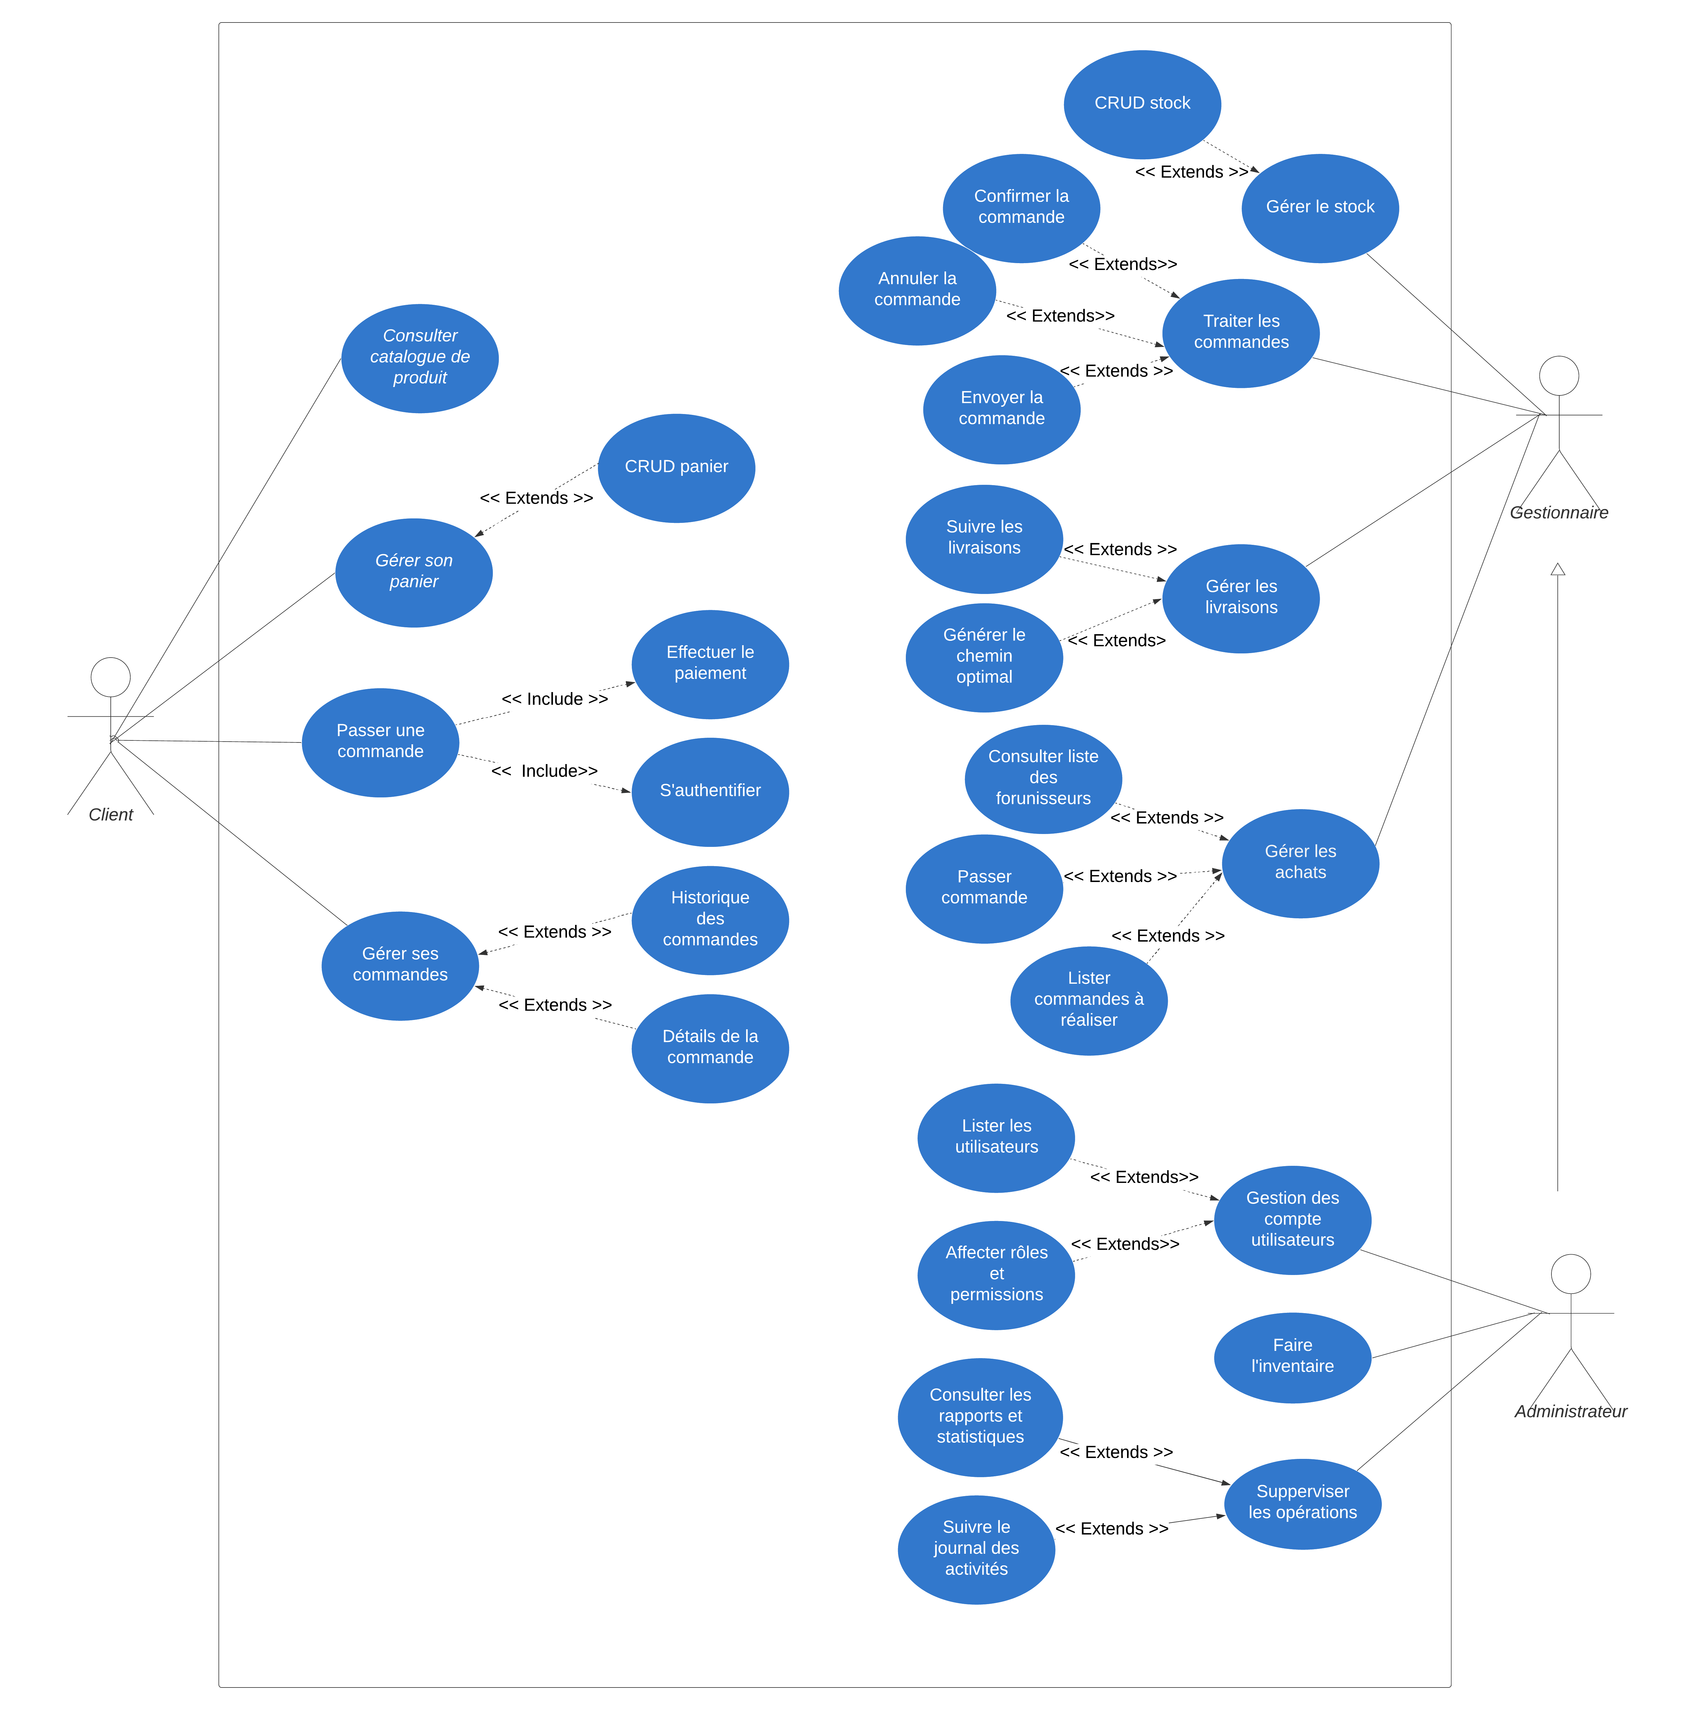 CRUD stock
<< Extends >>
Gérer le stock
Confirmer la
commande
<< Extends>>
Annuler la
commande
<< Extends>>
Traiter les
commandes
<< Extends >>
Envoyer la
commande
Consulter
catalogue de
produit
CRUD panier
<< Extends >>
Gérer son
panier
Gestionnaire
Suivre les
livraisons
<< Extends >>
Gérer les
livraisons
Générer le
chemin
optimal
<< Extends>
Effectuer le
paiement
<< Include >>
Passer une
commande
<<  Include>>
S'authentifier
Client
Consulter liste
des
forunisseurs
<< Extends >>
Gérer les
achats
Passer
commande
<< Extends >>
<< Extends >>
Lister
commandes à
réaliser
Historique
des
commandes
<< Extends >>
Gérer ses
commandes
<< Extends >>
Détails de la
commande
Lister les
utilisateurs
<< Extends>>
Gestion des
compte
utilisateurs
<< Extends>>
Affecter rôles
et
permissions
Faire
l'inventaire
Administrateur
Consulter les
rapports et
statistiques
<< Extends >>
Supperviser
les opérations
<< Extends >>
Suivre le
journal des
activités